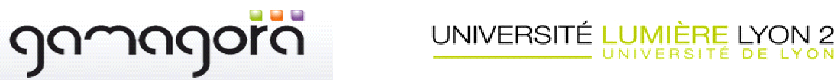 gamagora
UNIVERSITÉ LUMIÈRE LYON 2
UNIVERSITÉ DE LYON